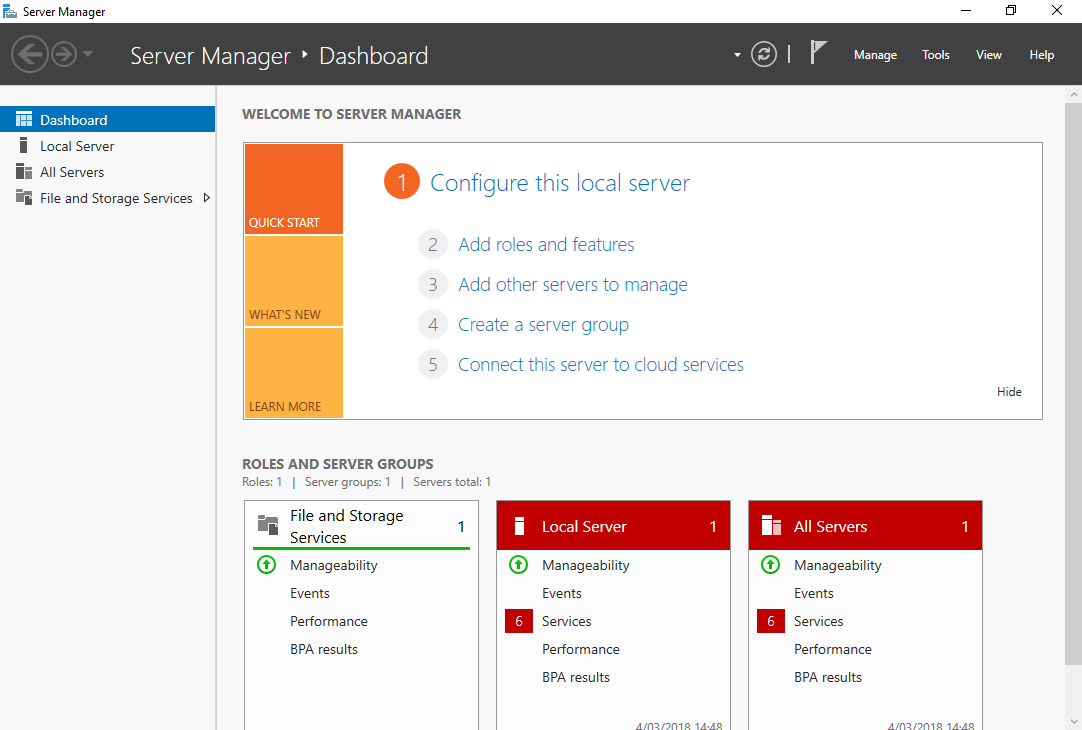 Server Manager
Server Manager ‣ Dashboard
Manage Tools View Help
Dashboard
Local Server
All Servers
File and Storage Services
WELCOME TO SERVER MANAGER
QUICK START
WHAT'S NEW
LEARN MORE
1 Configure this local server
2 Add roles and features
3 Add other servers to manage
4 Create a server group
5 Connect this server to cloud services
Hide
ROLES AND SERVER GROUPS
Roles: 1 | Server groups: 1 | Servers total: 1
File and Storage
Services 1
Manageability
Events
Performance
BPA results
Local Server 1
Manageability
Events
6 Services
Performance
BPA results
4/03/2018 14:48
All Servers 1
Manageability
Events
6 Services
Performance
BPA results
4/03/2018 14:48